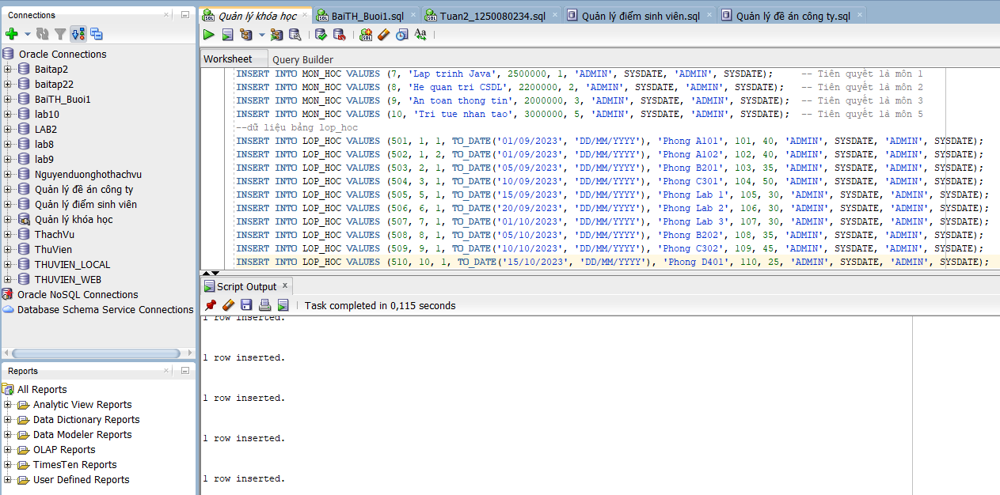 Connections
Oracle Connections
Baitap2
baitap22
BaiTH_Buoi1
lab10
LAB2
lab8
lab9
Nguyenduonghothachvu
Quản lý đề án công ty
Quản lý điểm sinh viên
Quản lý khóa học
ThachVu
ThuVien
THUVIEN_LOCAL
THUVIEN_WEB
Oracle NoSQL Connections
Database Schema Service Connections
Reports
All Reports
Analytic View Reports
Data Dictionary Reports
Data Modeler Reports
OLAP Reports
TimesTen Reports
User Defined Reports
Quản lý khóa học BaiTH_Buoi1.sql Tuan2_1250080234.sql Quản lý điểm sinh viên.sql Quản lý đề án công ty.sql
Worksheet Query Builder
INSERT INTO MON_HOC VALUES (7, 'Lap trinh Java', 2500000, 1, 'ADMIN', SYSDATE, 'ADMIN', SYSDATE); -- Tiên quyết là môn 1
INSERT INTO MON_HOC VALUES (8, 'He quan tri CSDL', 2200000, 2, 'ADMIN', SYSDATE, 'ADMIN', SYSDATE); -- Tiên quyết là môn 2
INSERT INTO MON_HOC VALUES (9, 'An toan thong tin', 2000000, 3, 'ADMIN', SYSDATE, 'ADMIN', SYSDATE); -- Tiên quyết là môn 3
INSERT INTO MON_HOC VALUES (10, 'Tri tue nhan tao', 3000000, 5, 'ADMIN', SYSDATE, 'ADMIN', SYSDATE); -- Tiên quyết là môn 5
--dữ liệu bảng lop_hoc
INSERT INTO LOP_HOC VALUES (501, 1, 1, TO_DATE('01/09/2023', 'DD/MM/YYYY'), 'Phong A101', 101, 40, 'ADMIN', SYSDATE, 'ADMIN', SYSDATE);
INSERT INTO LOP_HOC VALUES (502, 1, 2, TO_DATE('01/09/2023', 'DD/MM/YYYY'), 'Phong A102', 102, 40, 'ADMIN', SYSDATE, 'ADMIN', SYSDATE);
INSERT INTO LOP_HOC VALUES (503, 2, 1, TO_DATE('05/09/2023', 'DD/MM/YYYY'), 'Phong B201', 103, 35, 'ADMIN', SYSDATE, 'ADMIN', SYSDATE);
INSERT INTO LOP_HOC VALUES (504, 3, 1, TO_DATE('10/09/2023', 'DD/MM/YYYY'), 'Phong C301', 104, 50, 'ADMIN', SYSDATE, 'ADMIN', SYSDATE);
INSERT INTO LOP_HOC VALUES (505, 5, 1, TO_DATE('15/09/2023', 'DD/MM/YYYY'), 'Phong Lab 1', 105, 30, 'ADMIN', SYSDATE, 'ADMIN', SYSDATE);
INSERT INTO LOP_HOC VALUES (506, 6, 1, TO_DATE('20/09/2023', 'DD/MM/YYYY'), 'Phong Lab 2', 106, 30, 'ADMIN', SYSDATE, 'ADMIN', SYSDATE);
INSERT INTO LOP_HOC VALUES (507, 7, 1, TO_DATE('01/10/2023', 'DD/MM/YYYY'), 'Phong Lab 3', 107, 30, 'ADMIN', SYSDATE, 'ADMIN', SYSDATE);
INSERT INTO LOP_HOC VALUES (508, 8, 1, TO_DATE('05/10/2023', 'DD/MM/YYYY'), 'Phong B202', 108, 35, 'ADMIN', SYSDATE, 'ADMIN', SYSDATE);
INSERT INTO LOP_HOC VALUES (509, 9, 1, TO_DATE('10/10/2023', 'DD/MM/YYYY'), 'Phong C302', 109, 45, 'ADMIN', SYSDATE, 'ADMIN', SYSDATE);
INSERT INTO LOP_HOC VALUES (510, 10, 1, TO_DATE('15/10/2023', 'DD/MM/YYYY'), 'Phong D401', 110, 25, 'ADMIN', SYSDATE, 'ADMIN', SYSDATE);
Script Output
Task completed in 0,115 seconds
1 row inserted.
1 row inserted.
1 row inserted.
1 row inserted.
1 row inserted.